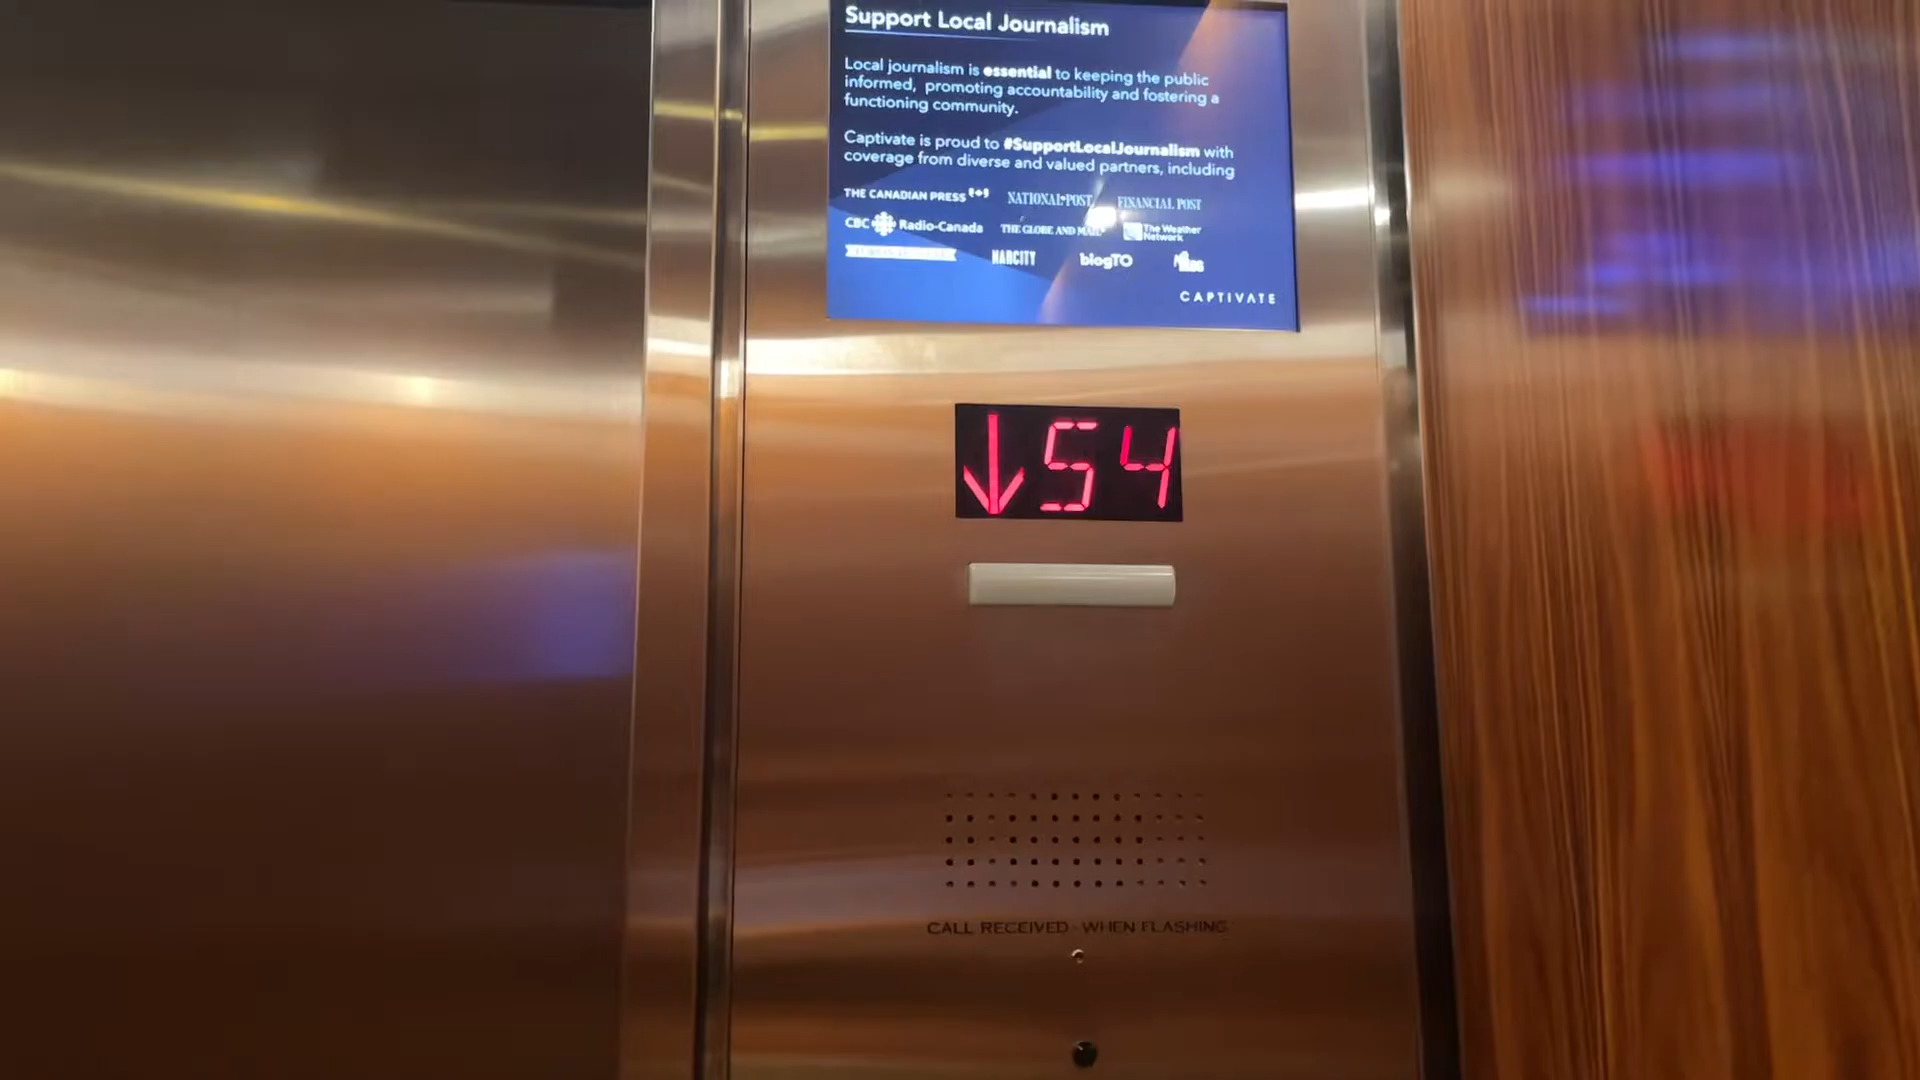 Support Local Journalism
Local journalism is essential to keeping the public
informed, promoting accountability and fostering a
functioning community.
Captivate is proud to #SupportLocalJournalism with
coverage from diverse and valued partners, including
THE CANADIAN PRESS NATIONAL POST FINANCIAL POST
CBC Radio-Canada THE GLOBE AND MAIL The Weather
Network
NARCITY blogTO
CAPTIVATE
↓ 54
CALL RECEIVED - WHEN FLASHING